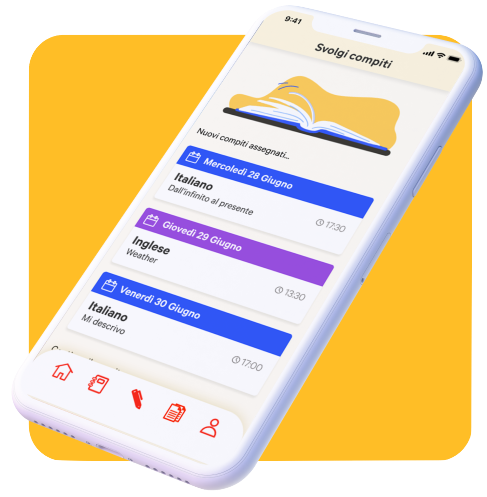 9:41
Svolgi compiti
Nuovi compiti assegnati...
Mercoledì 28 Giugno
Italiano
Dall'infinito al presente
17:30
Giovedì 29 Giugno
Inglese
Weather
13:30
Venerdì 30 Giugno
Italiano
Mi descrivo
17:00